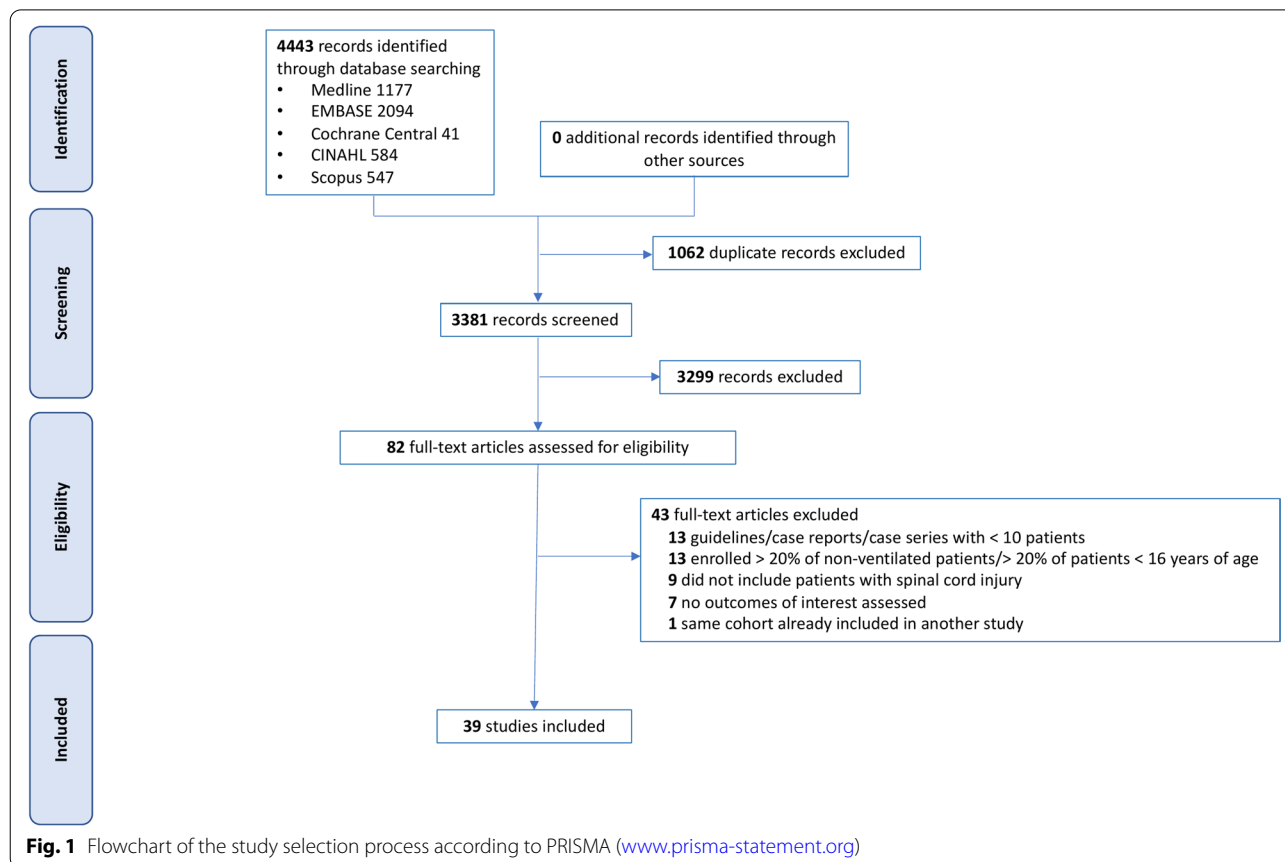 Identification
4443 records identified
through database searching
• Medline 1177
• EMBASE 2094
• Cochrane Central 41
• CINAHL 584
• Scopus 547
0 additional records identified through
other sources
Screening
1062 duplicate records excluded
3381 records screened
3299 records excluded
Eligibility
82 full-text articles assessed for eligibility
43 full-text articles excluded
13 guidelines/case reports/case series with < 10 patients
13 enrolled > 20% of non-ventilated patients/> 20% of patients < 16 years of age
9 did not include patients with spinal cord injury
7 no outcomes of interest assessed
1 same cohort already included in another study
Included
39 studies included
Fig. 1 Flowchart of the study selection process according to PRISMA (www.prisma-statement.org)